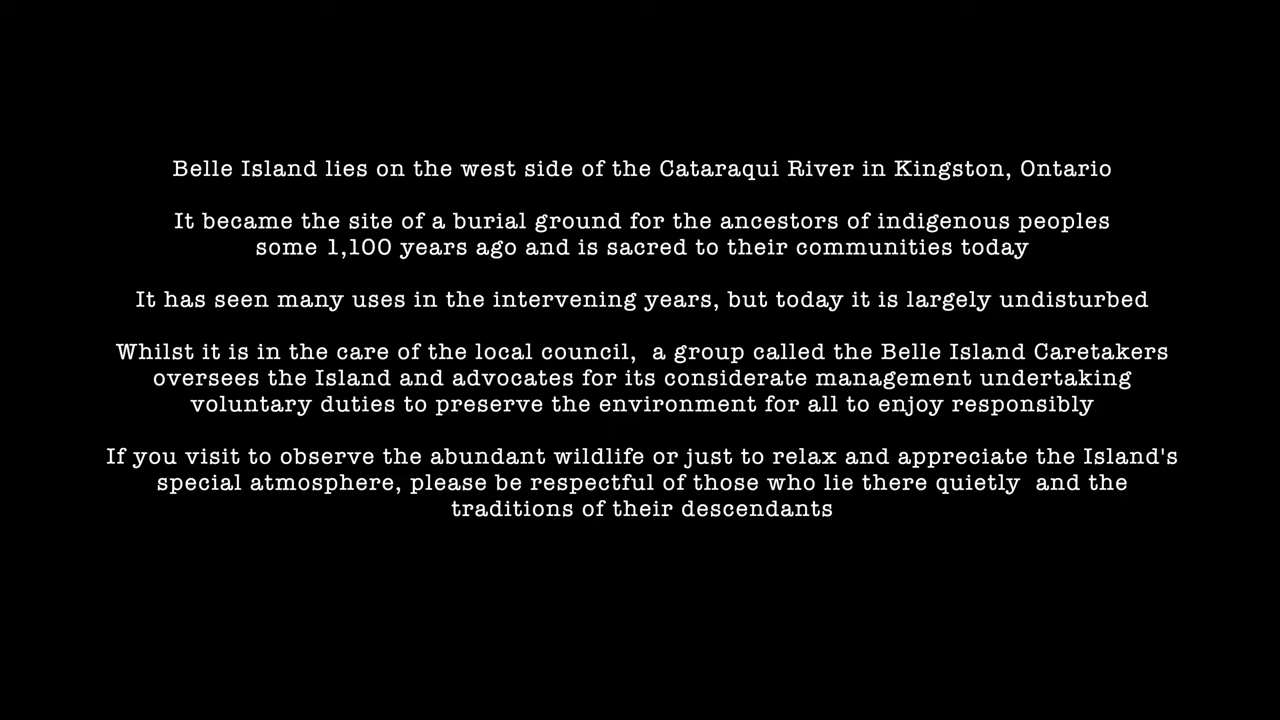 Belle Island lies on the west side of the Cataraqui River in Kingston, Ontario
It became the site of a burial ground for the ancestors of indigenous peoples
some 1,100 years ago and is sacred to their communities today
It has seen many uses in the intervening years, but today it is largely undisturbed
Whilst it is in the care of the local council,  a group called the Belle Island Caretakers
oversees the Island and advocates for its considerate management undertaking
voluntary duties to preserve the environment for all to enjoy responsibly
If you visit to observe the abundant wildlife or just to relax and appreciate the Island's
special atmosphere, please be respectful of those who lie there quietly  and the
traditions of their descendants